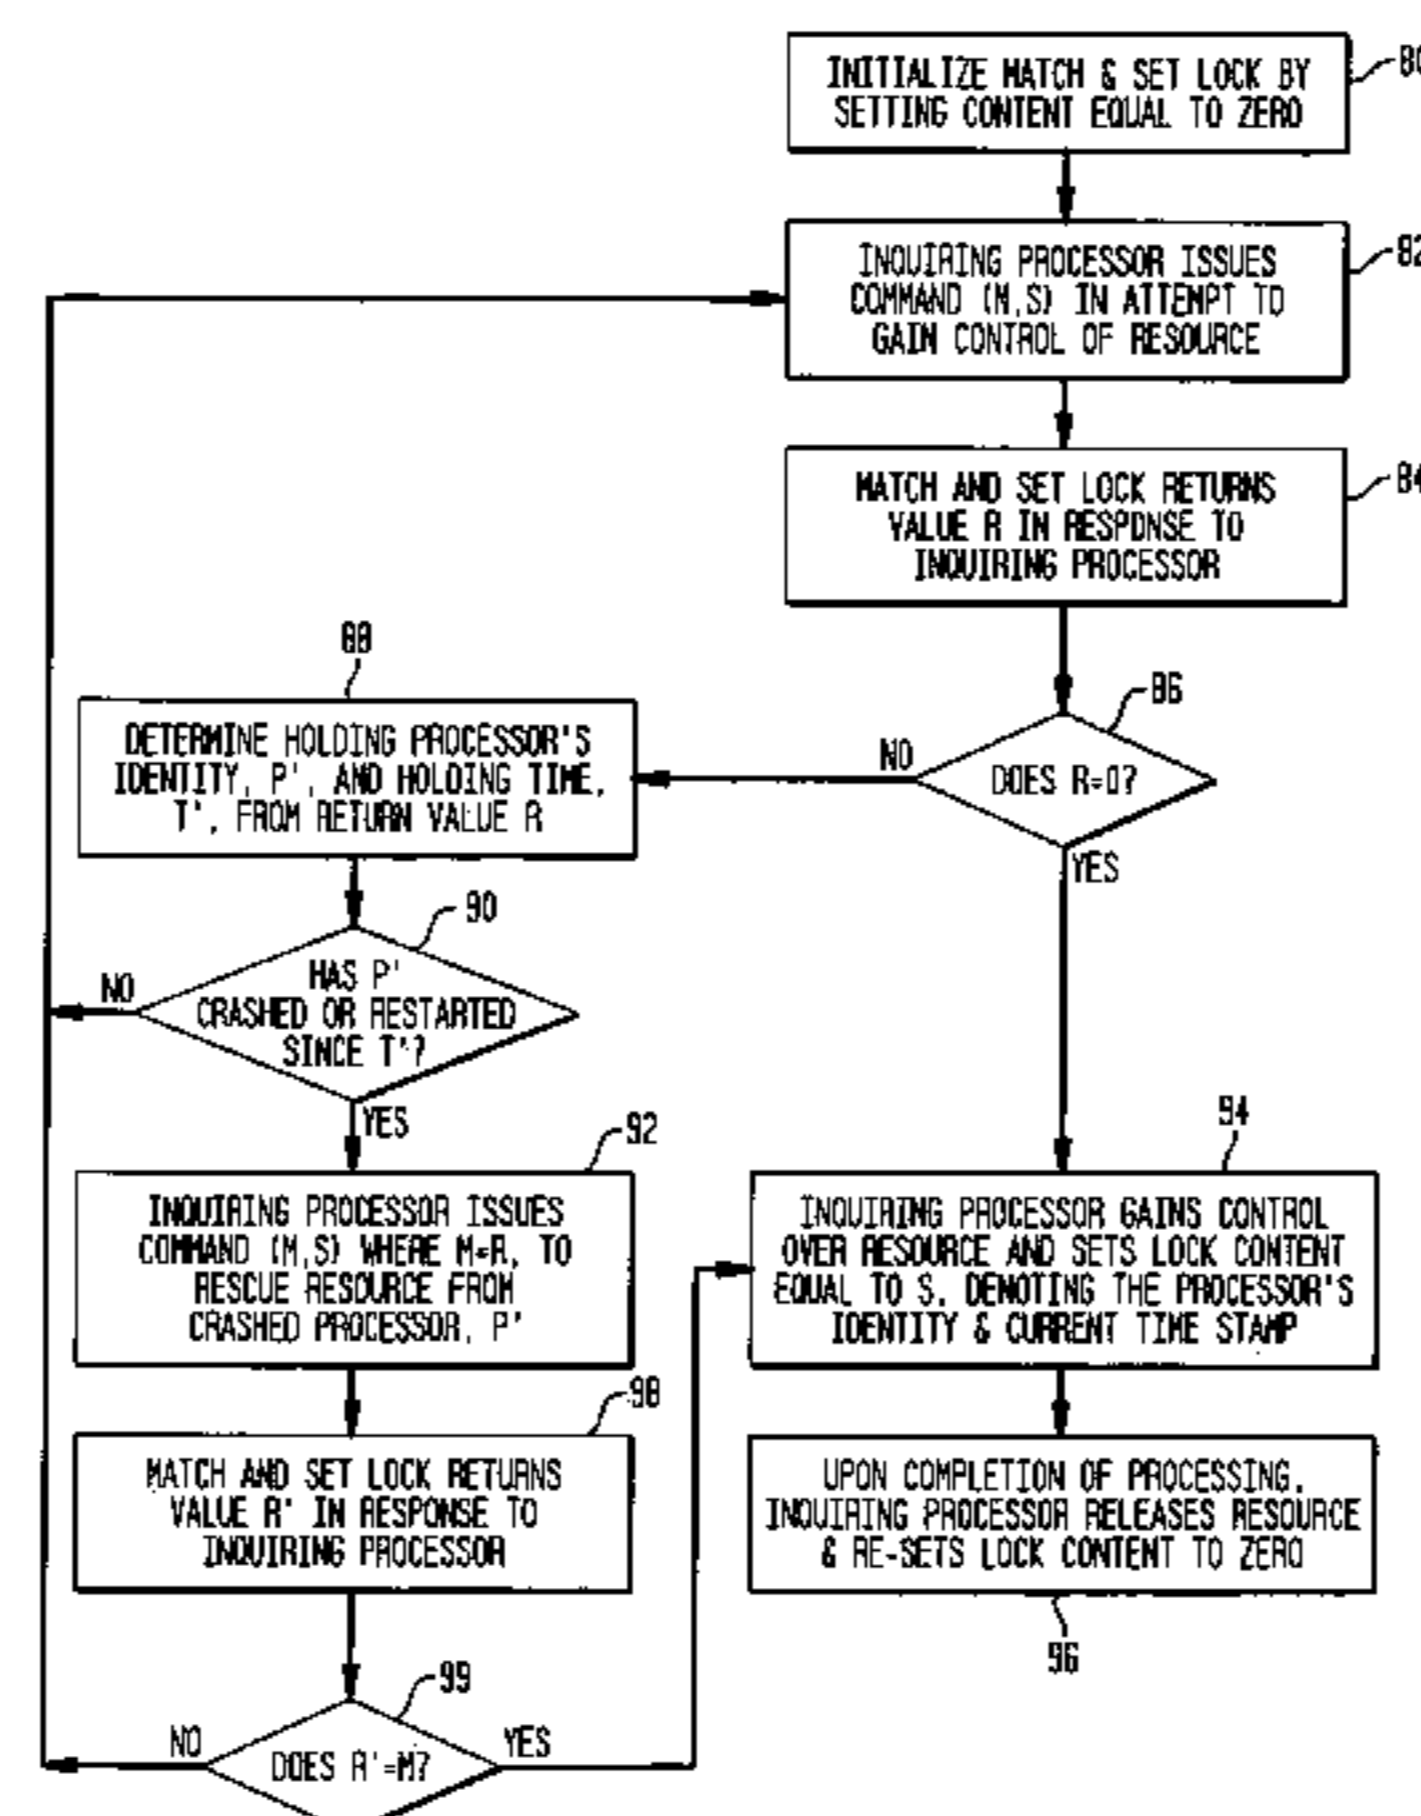 INITIALIZE MATCH & SET LOCK BY
SETTING CONTENT EQUAL TO ZERO
80
INQUIRING PROCESSOR ISSUES
COMMAND (M,S) IN ATTEMPT TO
GAIN CONTROL OF RESOURCE
82
MATCH AND SET LOCK RETURNS
VALUE R IN RESPONSE TO
INQUIRING PROCESSOR
84
86
DOES R=0?
NO
YES
88
DETERMINE HOLDING PROCESSOR'S
IDENTITY, P', AND HOLDING TIME,
T', FROM RETURN VALUE R
90
HAS P'
CRASHED OR RESTARTED
SINCE T'?
NO
YES
92
INQUIRING PROCESSOR ISSUES
COMMAND (M,S) WHERE M=R, TO
RESCUE RESOURCE FROM
CRASHED PROCESSOR, P'
94
INQUIRING PROCESSOR GAINS CONTROL
OVER RESOURCE AND SETS LOCK CONTENT
EQUAL TO S, DENOTING THE PROCESSOR'S
IDENTITY & CURRENT TIME STAMP
98
MATCH AND SET LOCK RETURNS
VALUE R' IN RESPONSE TO
INQUIRING PROCESSOR
UPON COMPLETION OF PROCESSING,
INQUIRING PROCESSOR RELEASES RESOURCE
& RE-SETS LOCK CONTENT TO ZERO
96
99
NO
DOES R'=M?
YES